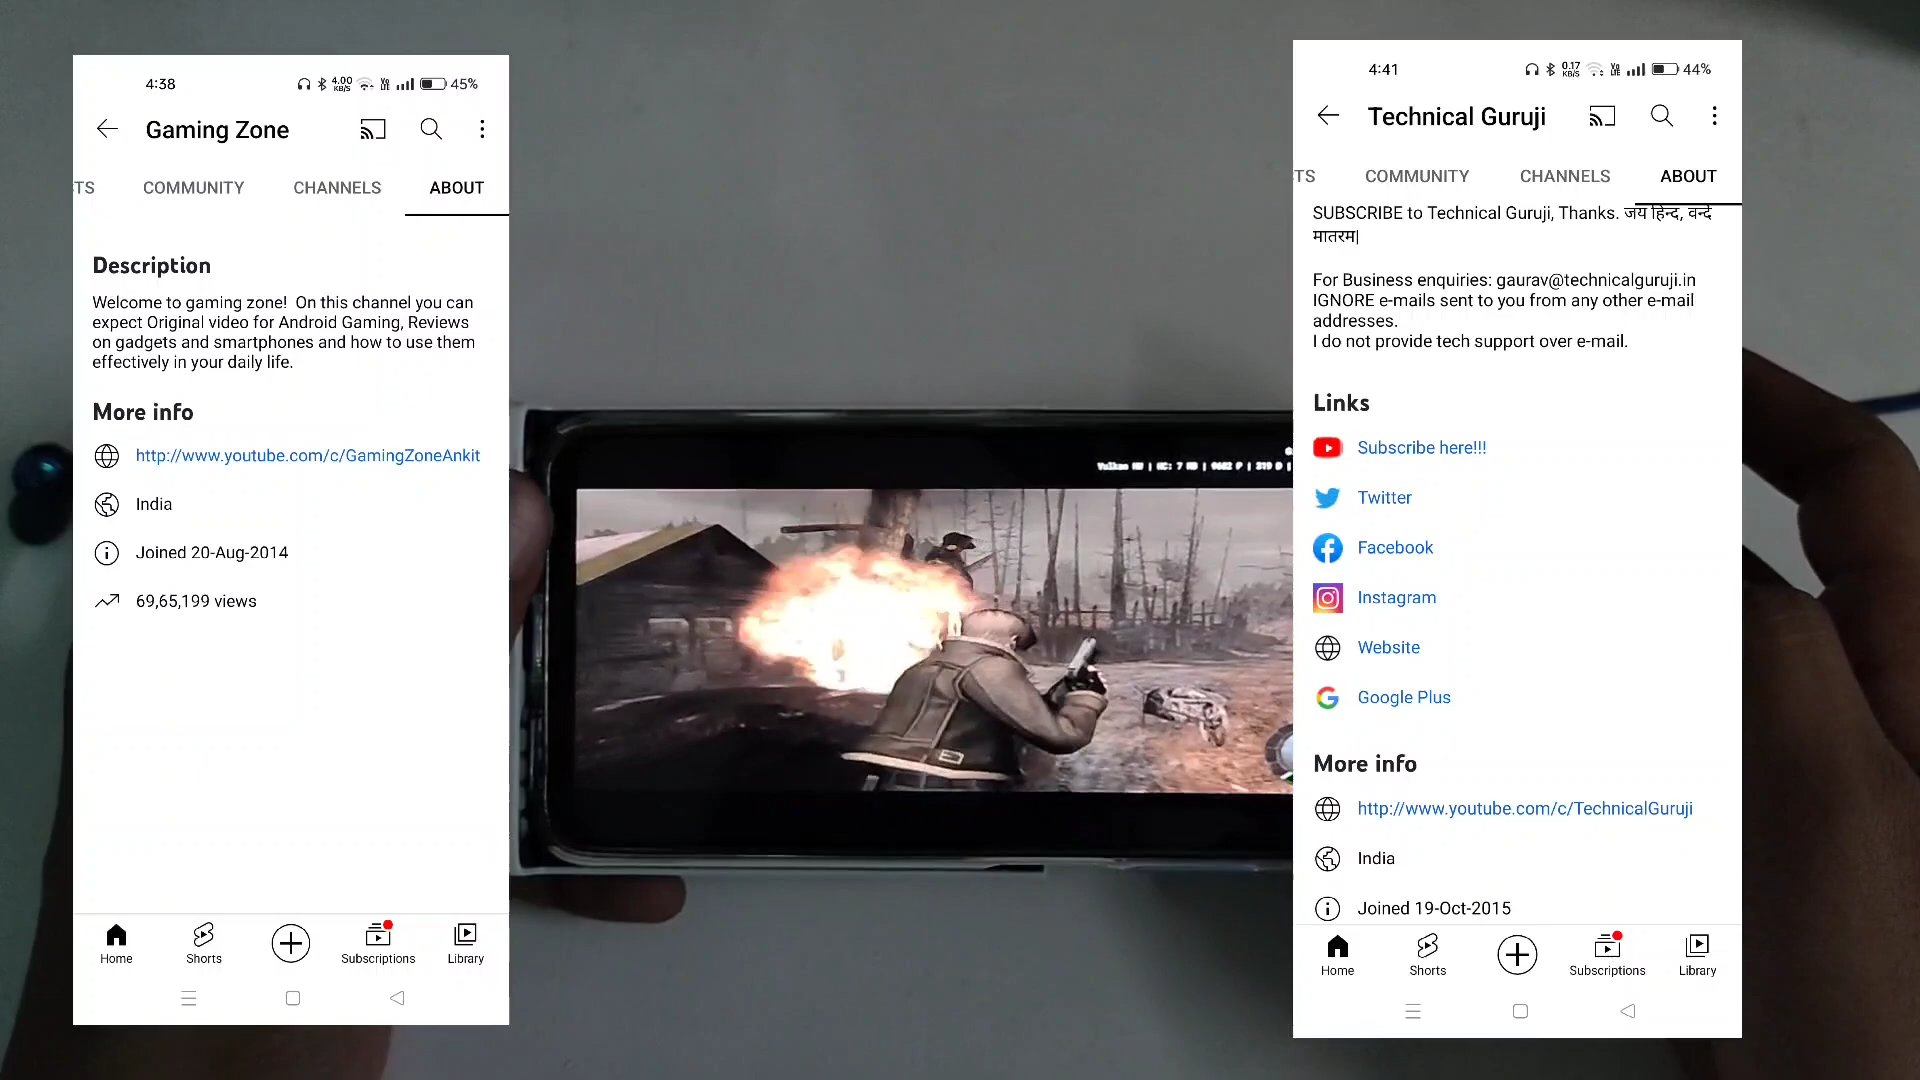 4:38
4.00 KB/S
45%
Gaming Zone
TS COMMUNITY CHANNELS ABOUT
Description
Welcome to gaming zone! On this channel you can
expect Original video for Android Gaming, Reviews
on gadgets and smartphones and how to use them
effectively in your daily life.
More info
http://www.youtube.com/c/GamingZoneAnkit
India
Joined 20-Aug-2014
69,65,199 views
Home Shorts Subscriptions Library
4:41
0.17 KB/S
44%
Technical Guruji
TS COMMUNITY CHANNELS ABOUT
SUBSCRIBE to Technical Guruji, Thanks. जय हिन्द, वन्दे
मातरम|
For Business enquiries: gaurav@technicalguruji.in
IGNORE e-mails sent to you from any other e-mail
addresses.
I do not provide tech support over e-mail.
Links
Subscribe here!!!
Twitter
Facebook
Instagram
Website
Google Plus
More info
http://www.youtube.com/c/TechnicalGuruji
India
Joined 19-Oct-2015
Home Shorts Subscriptions Library